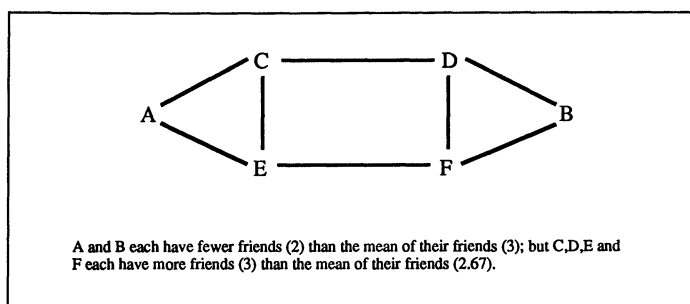 C D
A B
E F
A and B each have fewer friends (2) than the mean of their friends (3); but C,D,E and
F each have more friends (3) than the mean of their friends (2.67).